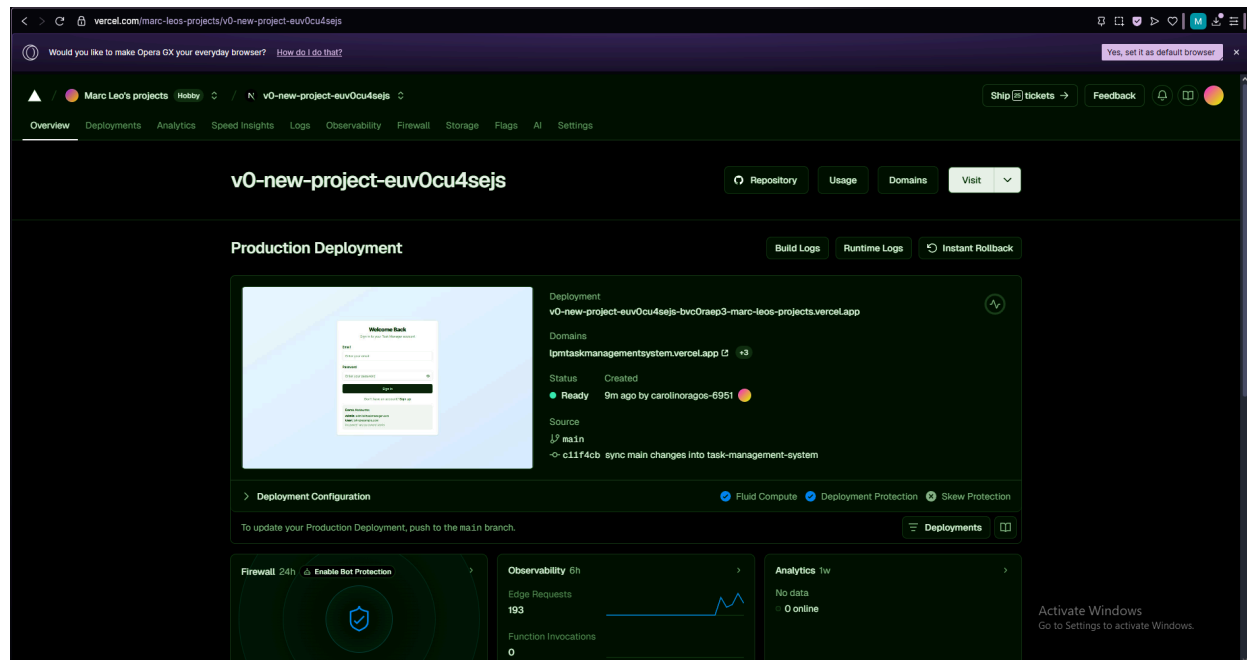 vercel.com/marc-leos-projects/v0-new-project-euv0cu4sejs
M
Would you like to make Opera GX your everyday browser? How do I do that?
Yes, set it as default browser
Marc Leo's projects Hobby / N v0-new-project-euv0cu4sejs
Ship 25 tickets → Feedback
Overview Deployments Analytics Speed Insights Logs Observability Firewall Storage Flags AI Settings
v0-new-project-euv0cu4sejs
Repository Usage Domains Visit
Production Deployment
Build Logs Runtime Logs Instant Rollback
Welcome Back
Email
Password
Sign In
Deployment
v0-new-project-euv0cu4sejs-bvc0raep3-marc-leos-projects.vercel.app
Domains
lpmtaskmanagementsystem.vercel.app +3
Status Created
Ready 9m ago by carolinoragos-6951
Source
main
c11f4cb sync main changes into task-management-system
Deployment Configuration
Fluid Compute Deployment Protection Skew Protection
To update your Production Deployment, push to the main branch.
Deployments
Firewall 24h Enable Bot Protection
Observability 6h
Edge Requests
193
Function Invocations
0
Analytics 1w
No data
0 online
Activate Windows
Go to Settings to activate Windows.